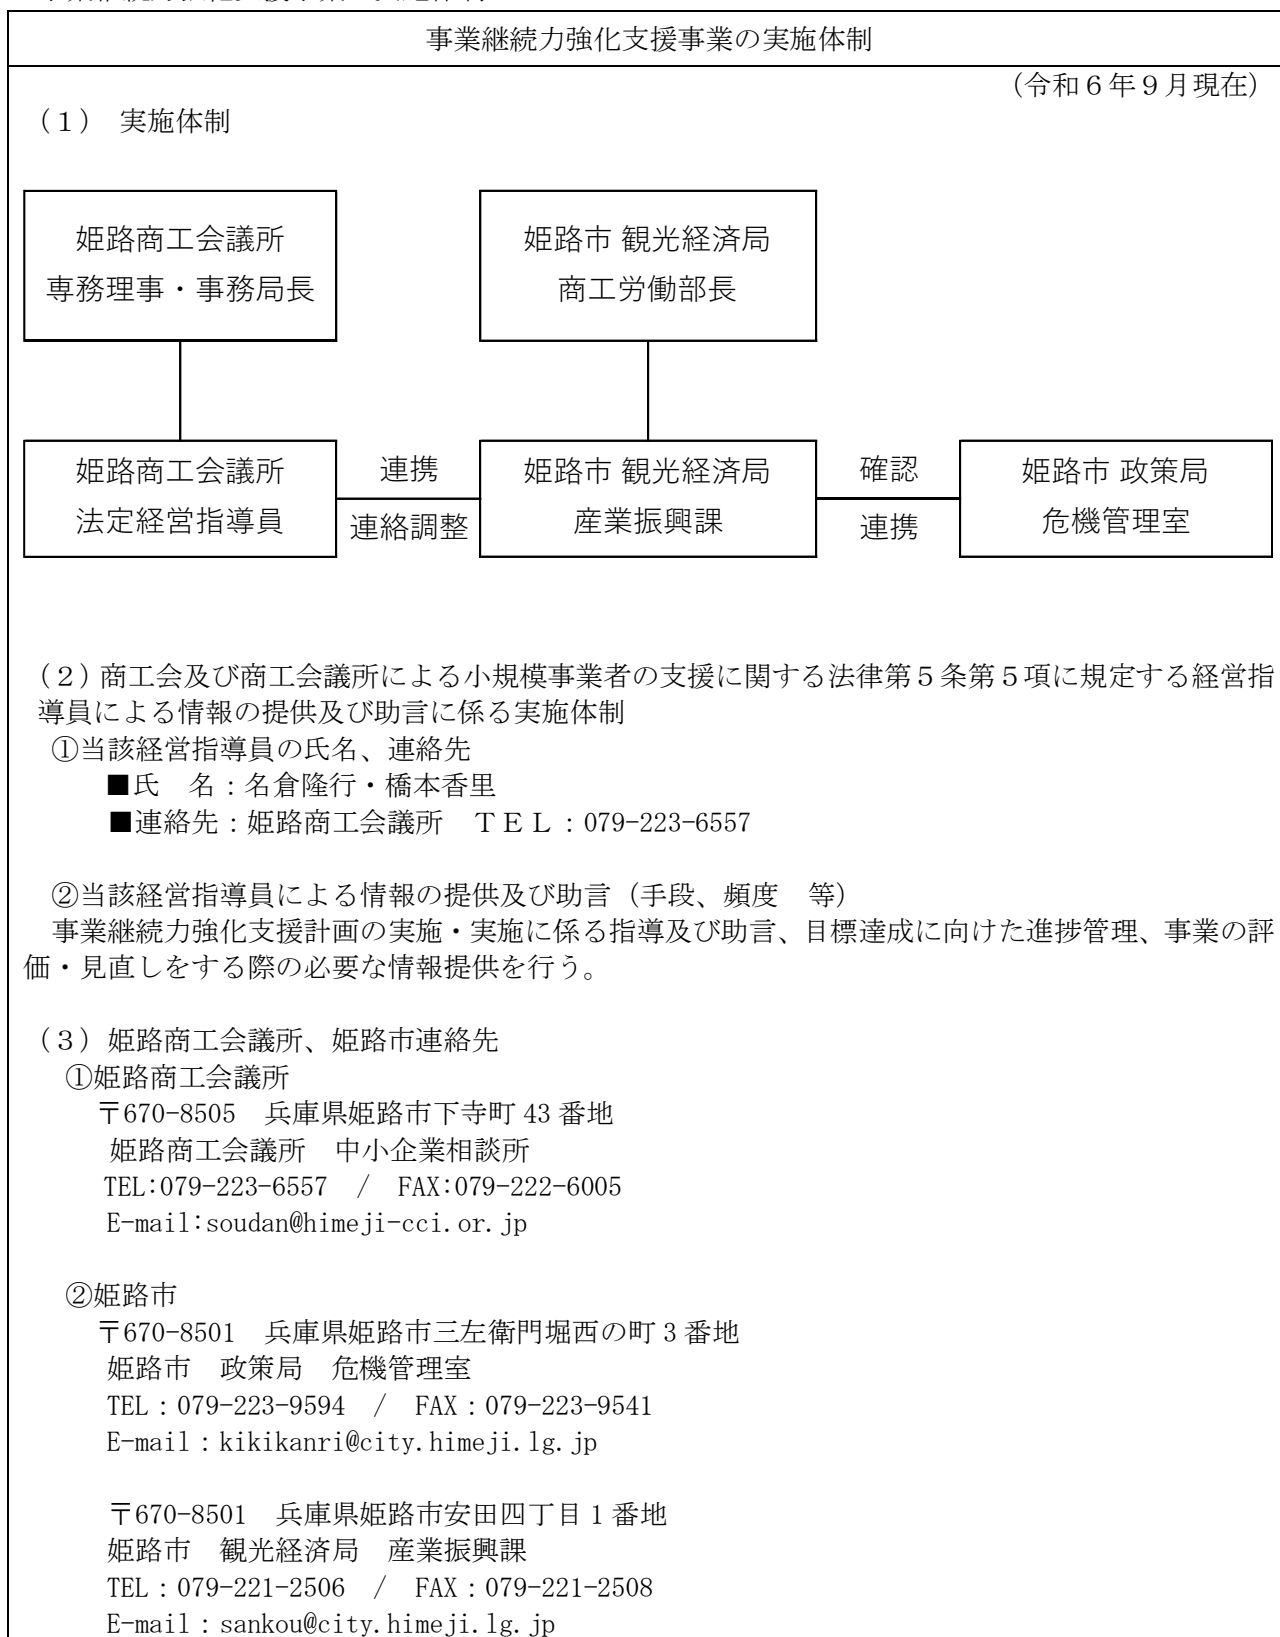 事業継続力強化支援事業の実施体制
（令和６年９月現在）
（１） 実施体制
姫路商工会議所
専務理事・事務局長
姫路市 観光経済局
商工労働部長
姫路商工会議所
法定経営指導員
連携
連絡調整
姫路市 観光経済局
産業振興課
確認
連携
姫路市 政策局
危機管理室
（２）商工会及び商工会議所による小規模事業者の支援に関する法律第５条第５項に規定する経営指
導員による情報の提供及び助言に係る実施体制
①当該経営指導員の氏名、連絡先
■氏　名：名倉隆行・橋本香里
■連絡先：姫路商工会議所　ＴＥＬ：079-223-6557
②当該経営指導員による情報の提供及び助言（手段、頻度　等）
事業継続力強化支援計画の実施・実施に係る指導及び助言、目標達成に向けた進捗管理、事業の評
価・見直しをする際の必要な情報提供を行う。
（３）姫路商工会議所、姫路市連絡先
①姫路商工会議所
〒670-8505　兵庫県姫路市下寺町 43 番地
姫路商工会議所　中小企業相談所
TEL:079-223-6557　/　FAX:079-222-6005
E-mail:soudan@himeji-cci.or.jp
②姫路市
〒670-8501　兵庫県姫路市三左衛門堀西の町 3 番地
姫路市　政策局　危機管理室
TEL：079-223-9594　/　FAX：079-223-9541
E-mail：kikikanri@city.himeji.lg.jp
〒670-8501　兵庫県姫路市安田四丁目 1 番地
姫路市　観光経済局　産業振興課
TEL：079-221-2506　/　FAX：079-221-2508
E-mail：sankou@city.himeji.lg.jp